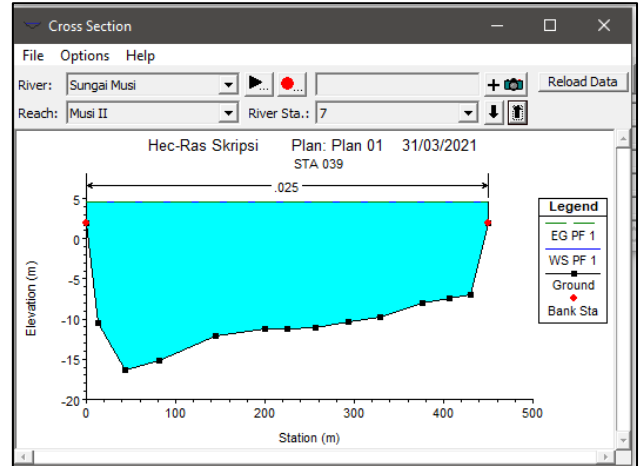 Cross Section
File Options Help
River: Sungai Musi Reload Data
Reach: Musi II River Sta.: 7
Hec-Ras Skripsi Plan: Plan 01 31/03/2021
STA 039
.025
Elevation (m)
5
0
-5
-10
-15
-20
0 100 200 300 400 500
Station (m)
Legend
EG PF 1
WS PF 1
Ground
Bank Sta